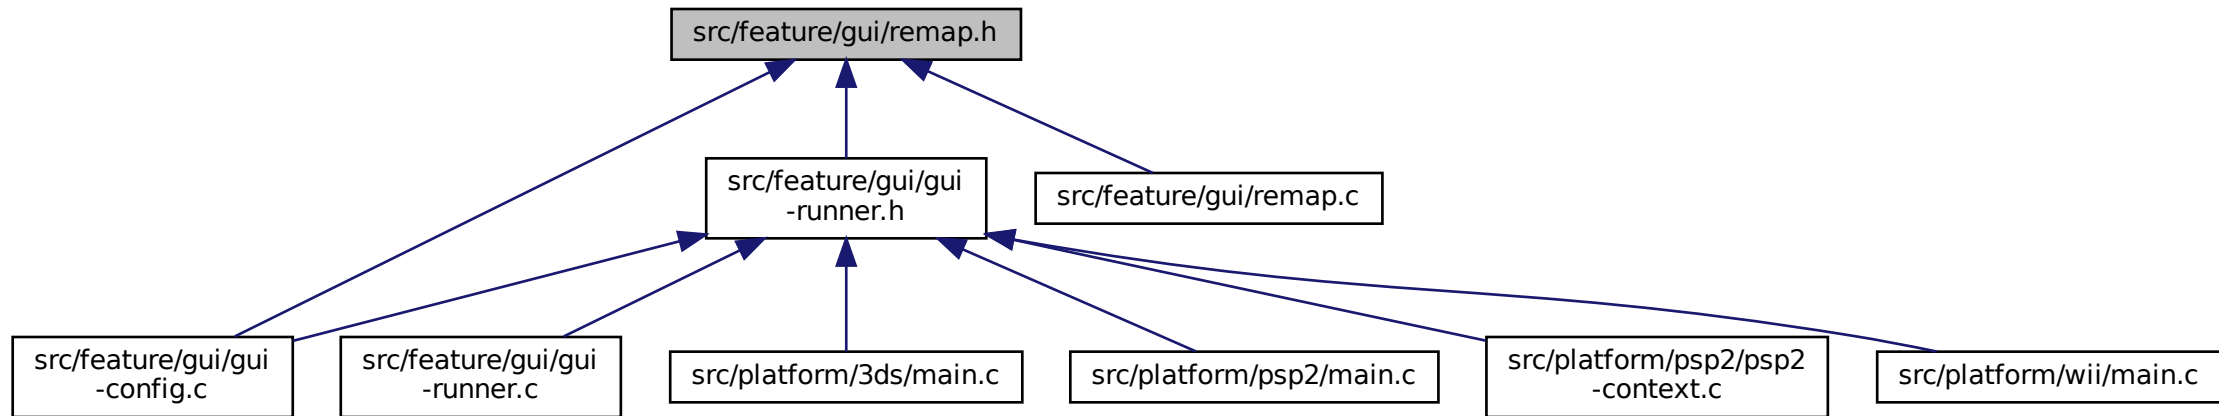 src/feature/gui/remap.h
src/feature/gui/gui
-runner.h
src/feature/gui/remap.c
src/feature/gui/gui
-config.c
src/feature/gui/gui
-runner.c
src/platform/3ds/main.c
src/platform/psp2/main.c
src/platform/psp2/psp2
-context.c
src/platform/wii/main.c